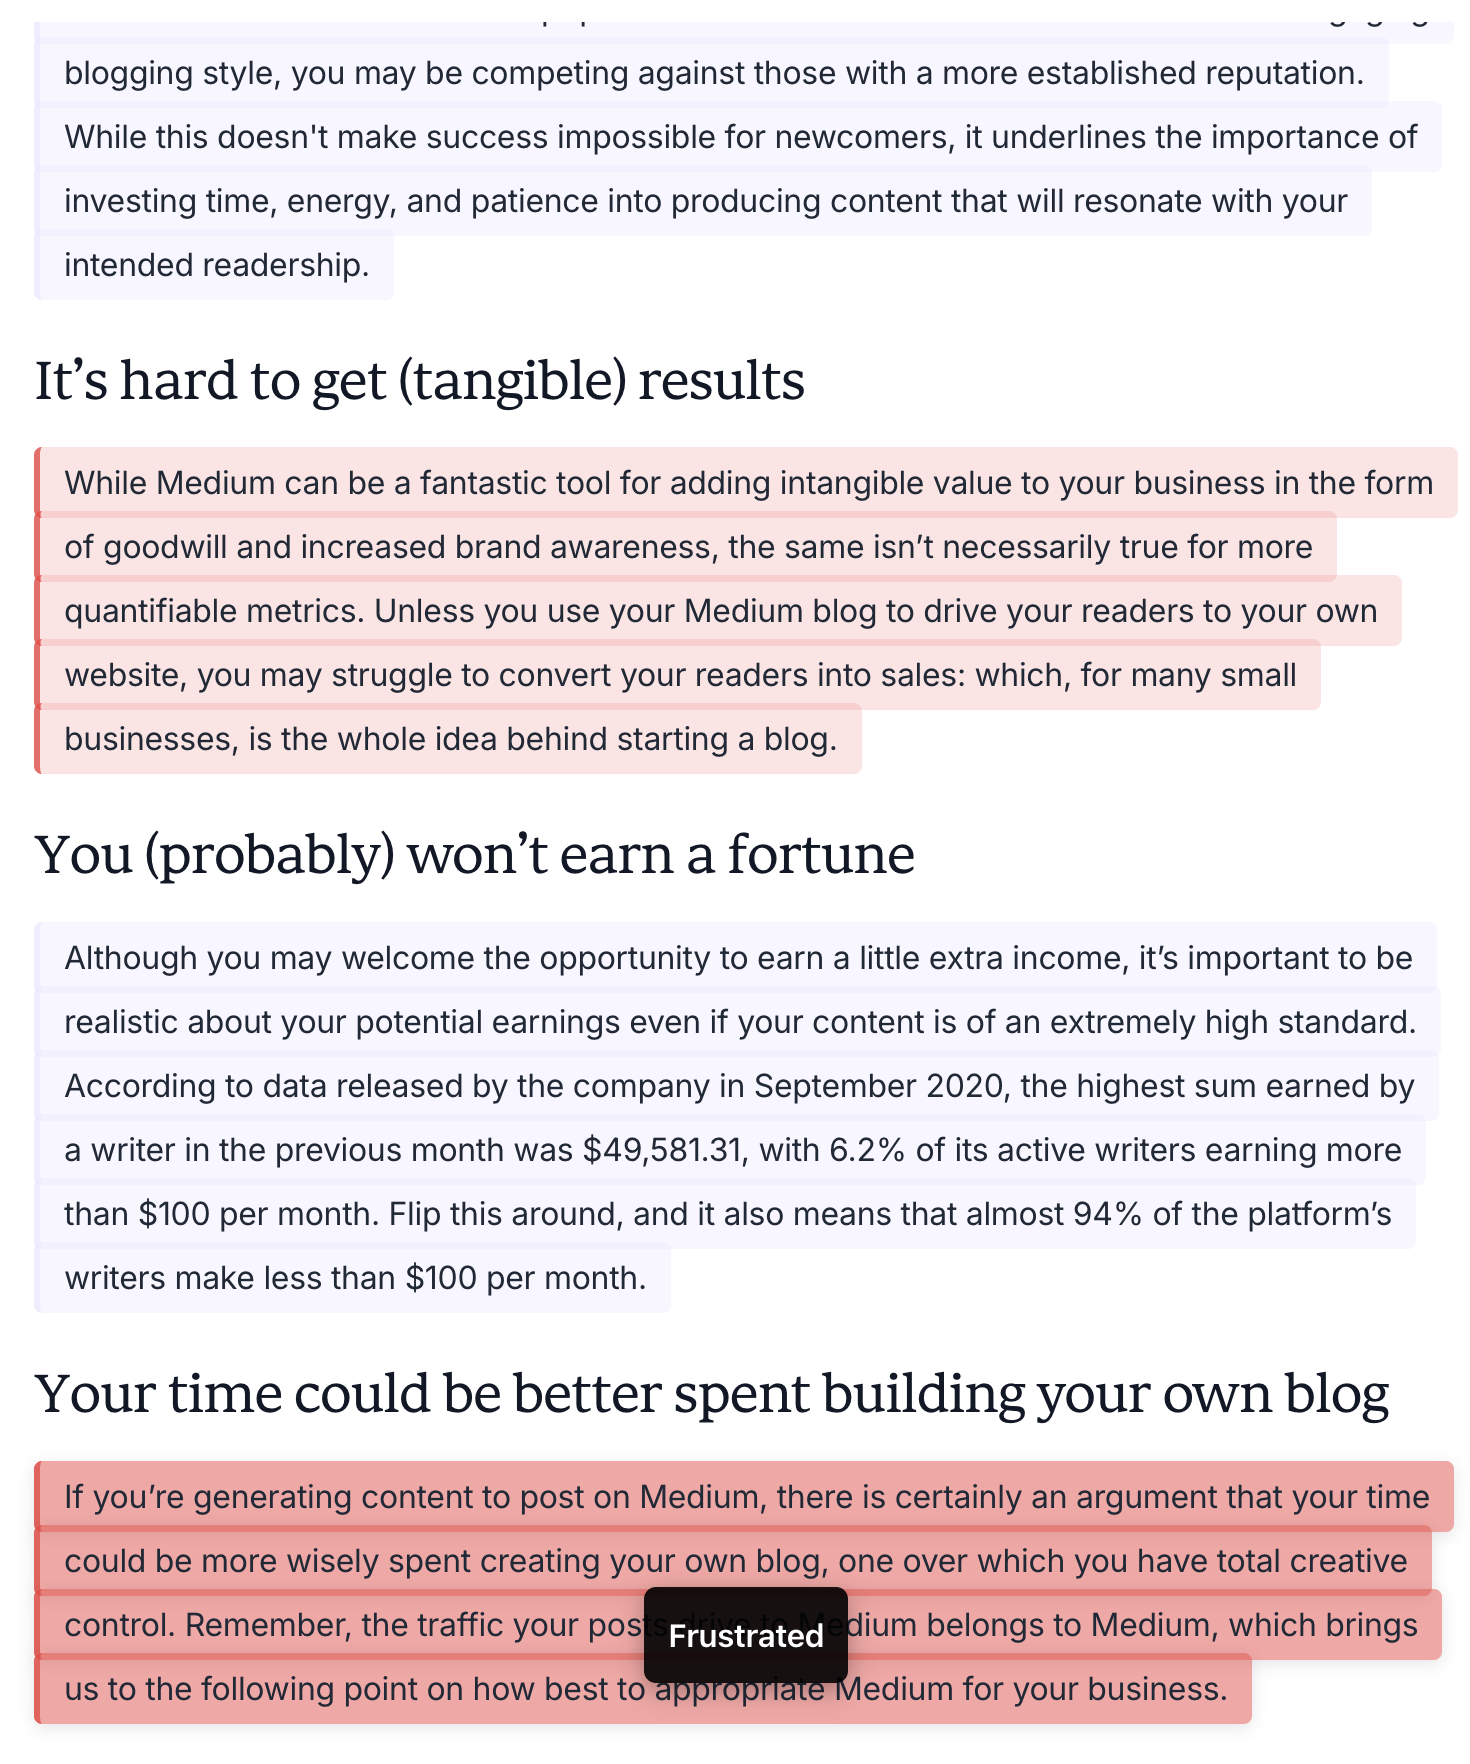 blogging style, you may be competing against those with a more established reputation.
While this doesn't make success impossible for newcomers, it underlines the importance of
investing time, energy, and patience into producing content that will resonate with your
intended readership.
It’s hard to get (tangible) results
While Medium can be a fantastic tool for adding intangible value to your business in the form
of goodwill and increased brand awareness, the same isn’t necessarily true for more
quantifiable metrics. Unless you use your Medium blog to drive your readers to your own
website, you may struggle to convert your readers into sales: which, for many small
businesses, is the whole idea behind starting a blog.
You (probably) won’t earn a fortune
Although you may welcome the opportunity to earn a little extra income, it’s important to be
realistic about your potential earnings even if your content is of an extremely high standard.
According to data released by the company in September 2020, the highest sum earned by
a writer in the previous month was $49,581.31, with 6.2% of its active writers earning more
than $100 per month. Flip this around, and it also means that almost 94% of the platform’s
writers make less than $100 per month.
Your time could be better spent building your own blog
If you’re generating content to post on Medium, there is certainly an argument that your time
could be more wisely spent creating your own blog, one over which you have total creative
control. Remember, the traffic your posts drive to Medium belongs to Medium, which brings
Frustrated
us to the following point on how best to appropriate Medium for your business.